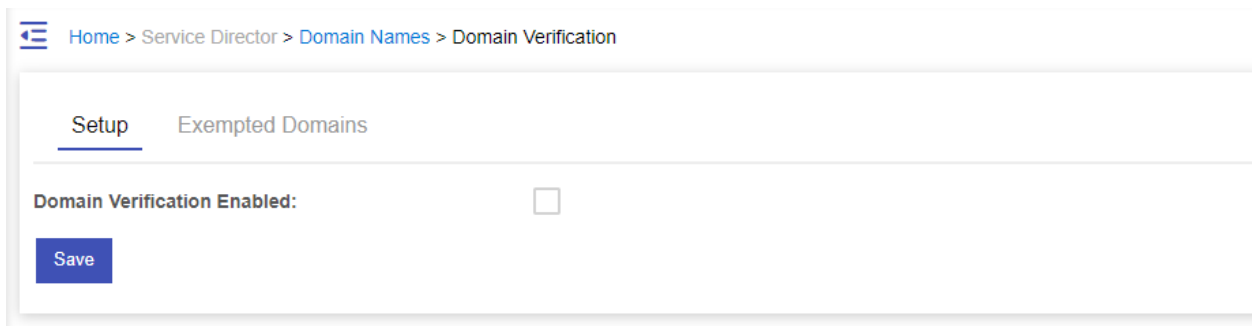 Home > Service Director > Domain Names > Domain Verification
Setup Exempted Domains
Domain Verification Enabled:
Save